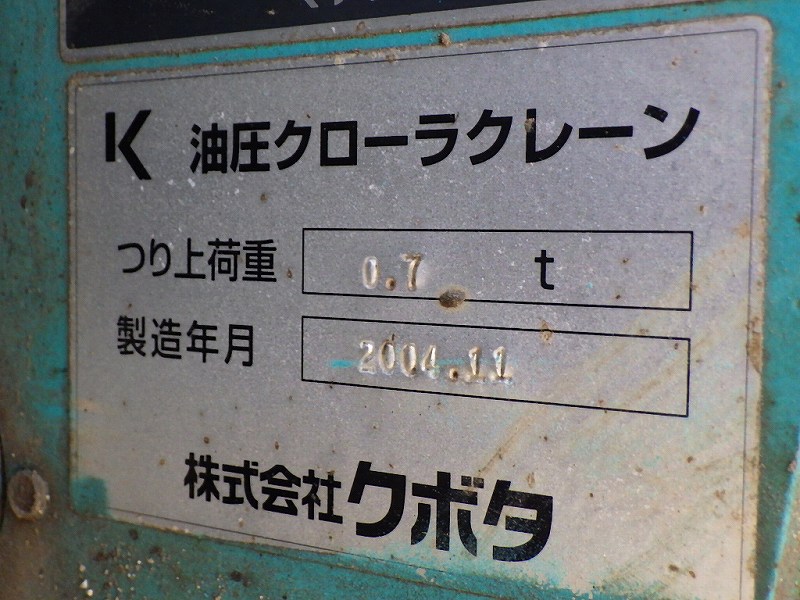 K 油圧クローラクレーン
つり上荷重 0.7 t
製造年月 2004.11
株式会社クボタ